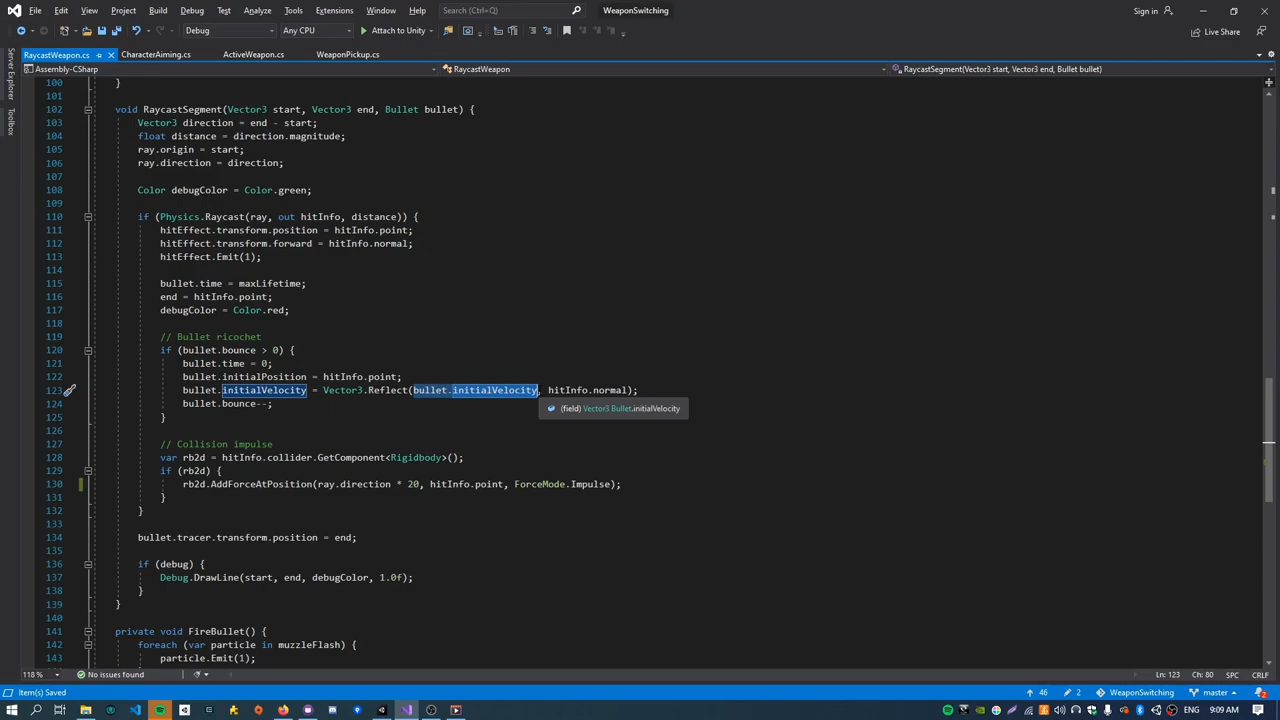 File Edit View Git Project Build Debug Test Analyze Tools Extensions Window Help Search (Ctrl+Q) WeaponSwitching Sign in
Debug Any CPU Attach to Unity Live Share
RaycastWeapon.cs CharacterAiming.cs ActiveWeapon.cs WeaponPickup.cs
Assembly-CSharp RaycastWeapon RaycastSegment(Vector3 start, Vector3 end, Bullet bullet)
Server Explorer
Toolbox
100 }
101
102 void RaycastSegment(Vector3 start, Vector3 end, Bullet bullet) {
103 Vector3 direction = end - start;
104 float distance = direction.magnitude;
105 ray.origin = start;
106 ray.direction = direction;
107
108 Color debugColor = Color.green;
109
110 if (Physics.Raycast(ray, out hitInfo, distance)) {
111 hitEffect.transform.position = hitInfo.point;
112 hitEffect.transform.forward = hitInfo.normal;
113 hitEffect.Emit(1);
114
115 bullet.time = maxLifetime;
116 end = hitInfo.point;
117 debugColor = Color.red;
118
119 // Bullet ricochet
120 if (bullet.bounce > 0) {
121 bullet.time = 0;
122 bullet.initialPosition = hitInfo.point;
123 bullet.initialVelocity = Vector3.Reflect(bullet.initialVelocity, hitInfo.normal);
(field) Vector3 Bullet.initialVelocity
124 bullet.bounce--;
125 }
126
127 // Collision impulse
128 var rb2d = hitInfo.collider.GetComponent<Rigidbody>();
129 if (rb2d) {
130 rb2d.AddForceAtPosition(ray.direction * 20, hitInfo.point, ForceMode.Impulse);
131 }
132 }
133
134 bullet.tracer.transform.position = end;
135
136 if (debug) {
137 Debug.DrawLine(start, end, debugColor, 1.0f);
138 }
139 }
140
141 private void FireBullet() {
142 foreach (var particle in muzzleFlash) {
143 particle.Emit(1);
118 % No issues found Ln: 123 Ch: 80 SPC CRLF
Item(s) Saved 46 2 WeaponSwitching master 2
ENG 9:09 AM